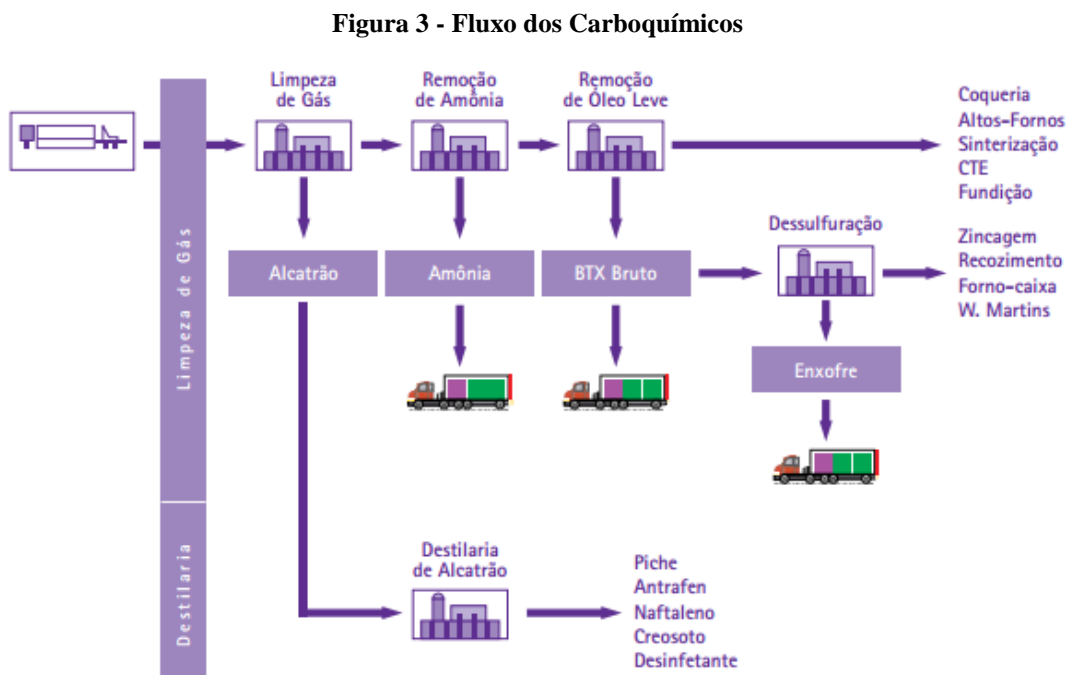 Figura 3 - Fluxo dos Carboquímicos
Limpeza de Gás
Limpeza
de Gás
Remoção
de Amônia
Remoção
de Óleo Leve
Coqueria
Altos-Fornos
Sinterização
CTE
Fundição
Alcatrão
Amônia
BTX Bruto
Dessulfuração
Zincagem
Recozimento
Forno-caixa
W. Martins
Enxofre
Destilaria
Destilaria
de Alcatrão
Piche
Antrafen
Naftaleno
Creosoto
Desinfetante